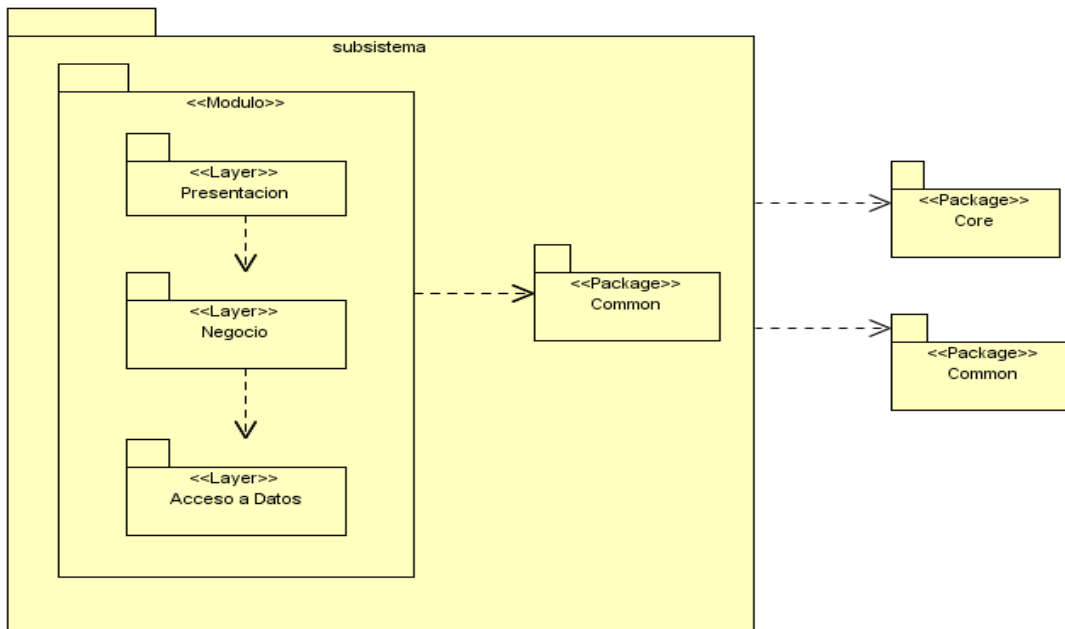 subsistema
<<Modulo>>
<<Layer>>
Presentacion
<<Layer>>
Negocio
<<Layer>>
Acceso a Datos
<<Package>>
Common
<<Package>>
Core
<<Package>>
Common